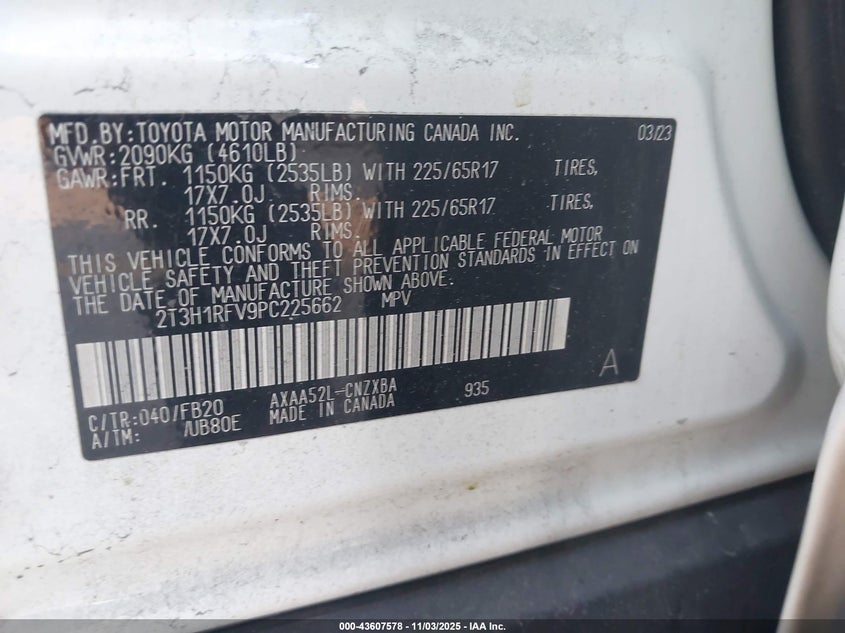 MFD.BY:TOYOTA MOTOR MANUFACTURING CANADA INC. 03/23
GVWR:2090KG (4610LB)
GAWR:FRT. 1150KG (2535LB) WITH 225/65R17 TIRES,
17X7.0J RIMS.
RR. 1150KG (2535LB) WITH 225/65R17 TIRES,
17X7.0J RIMS.
THIS VEHICLE CONFORMS TO ALL APPLICABLE FEDERAL MOTOR
VEHICLE SAFETY AND THEFT PREVENTION STANDARDS IN EFFECT ON
THE DATE OF MANUFACTURE SHOWN ABOVE.
2T3H1RFV9PC225662 MPV
A
C/TR:040/FB20 AXAA52L-CNZXBA 935
A/TM: /UB80E MADE IN CANADA
000-43607578 - 11/03/2025 - IAA Inc.